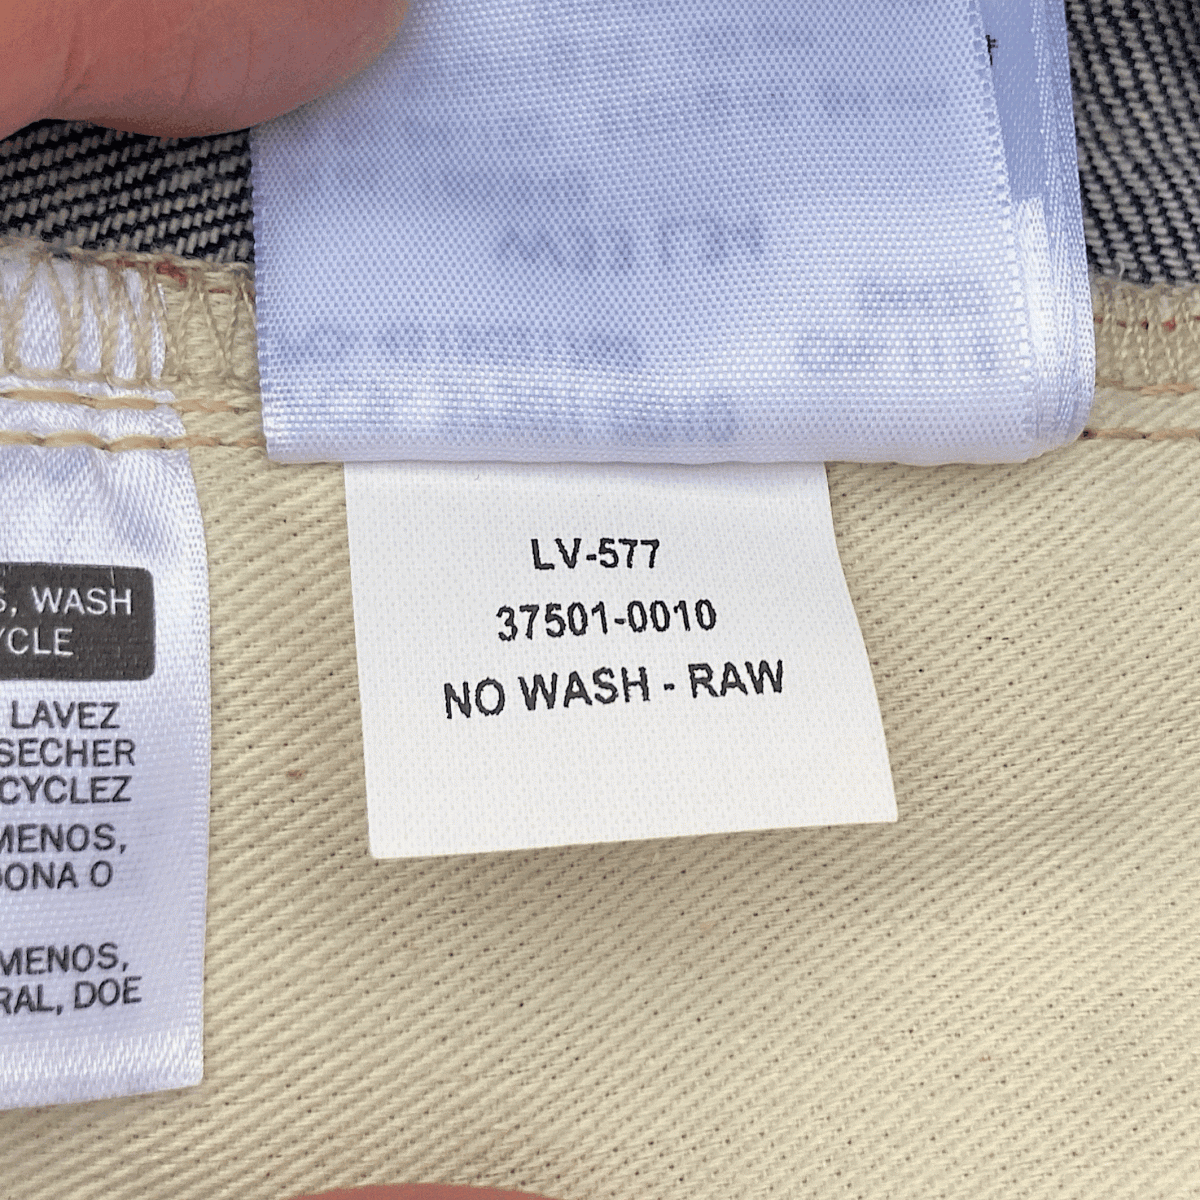 S, WASH
YCLE
LAVEZ
SECHER
CYCLEZ
MENOS,
DONA O
MENOS,
RAL, DOE
LV-577
37501-0010
NO WASH - RAW